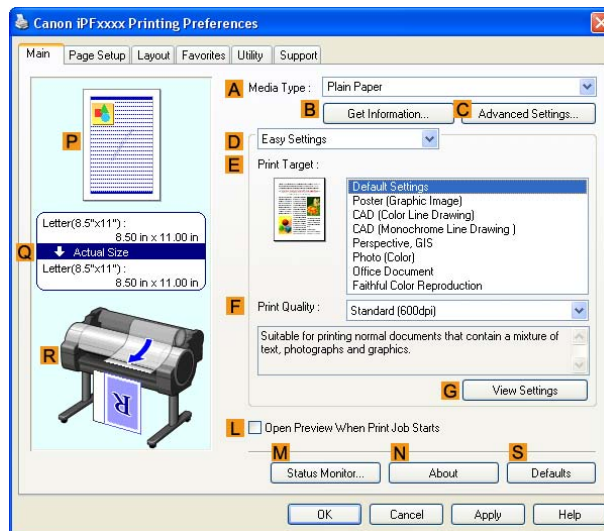 Canon iPFxxxx Printing Preferences
Main Page Setup Layout Favorites Utility Support
A Media Type : Plain Paper
B Get Information... C Advanced Settings...
D Easy Settings
E Print Target :
Default Settings
Poster (Graphic Image)
CAD (Color Line Drawing)
CAD (Monochrome Line Drawing )
Perspective, GIS
Photo (Color)
Office Document
Faithful Color Reproduction
F Print Quality : Standard (600dpi)
Suitable for printing normal documents that contain a mixture of
text, photographs and graphics.
G View Settings
P
Letter(8.5"x11") :
8.50 in x 11.00 in
Q Actual Size
Letter(8.5"x11") :
8.50 in x 11.00 in
R
R
L Open Preview When Print Job Starts
M N S
Status Monitor... About Defaults
OK Cancel Apply Help